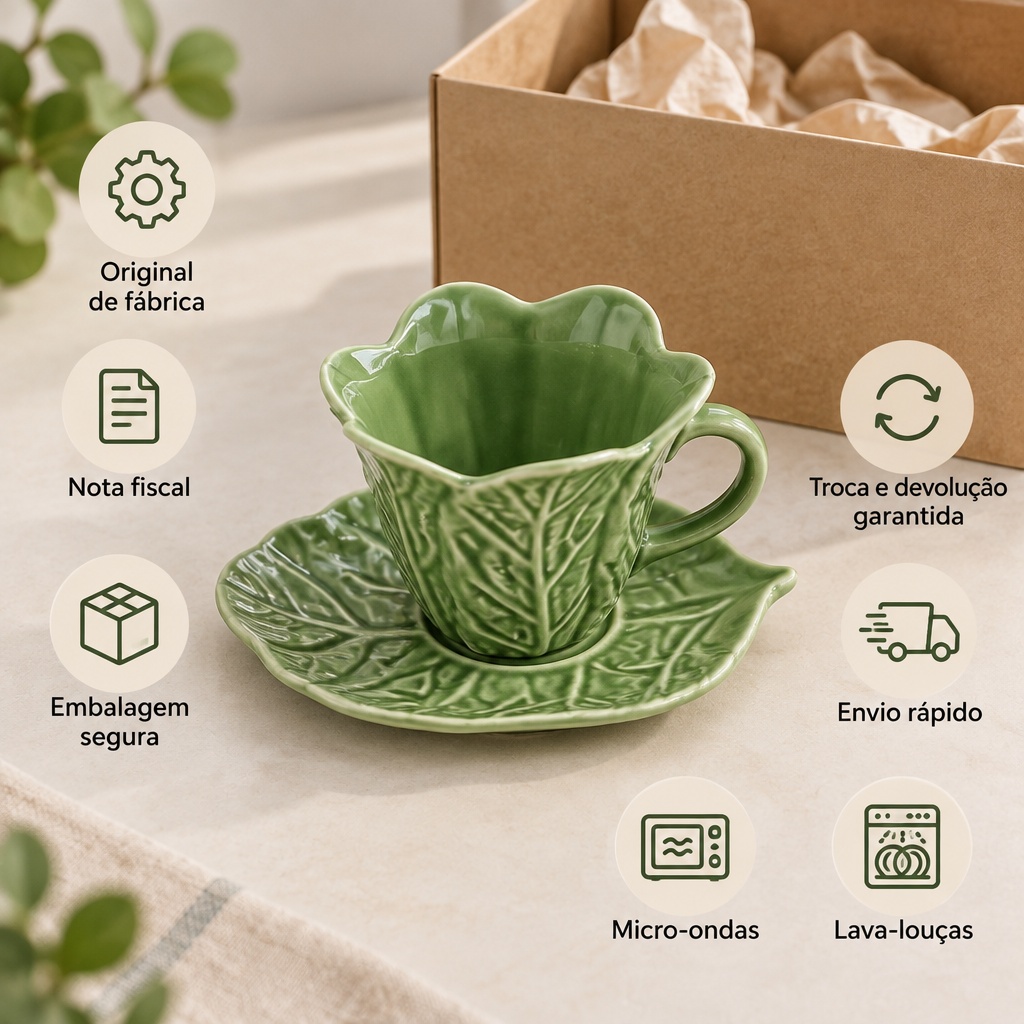 Original
de fábrica
Nota fiscal
Embalagem
segura
Troca e devolução
garantida
Envio rápido
Micro-ondas
Lava-louças